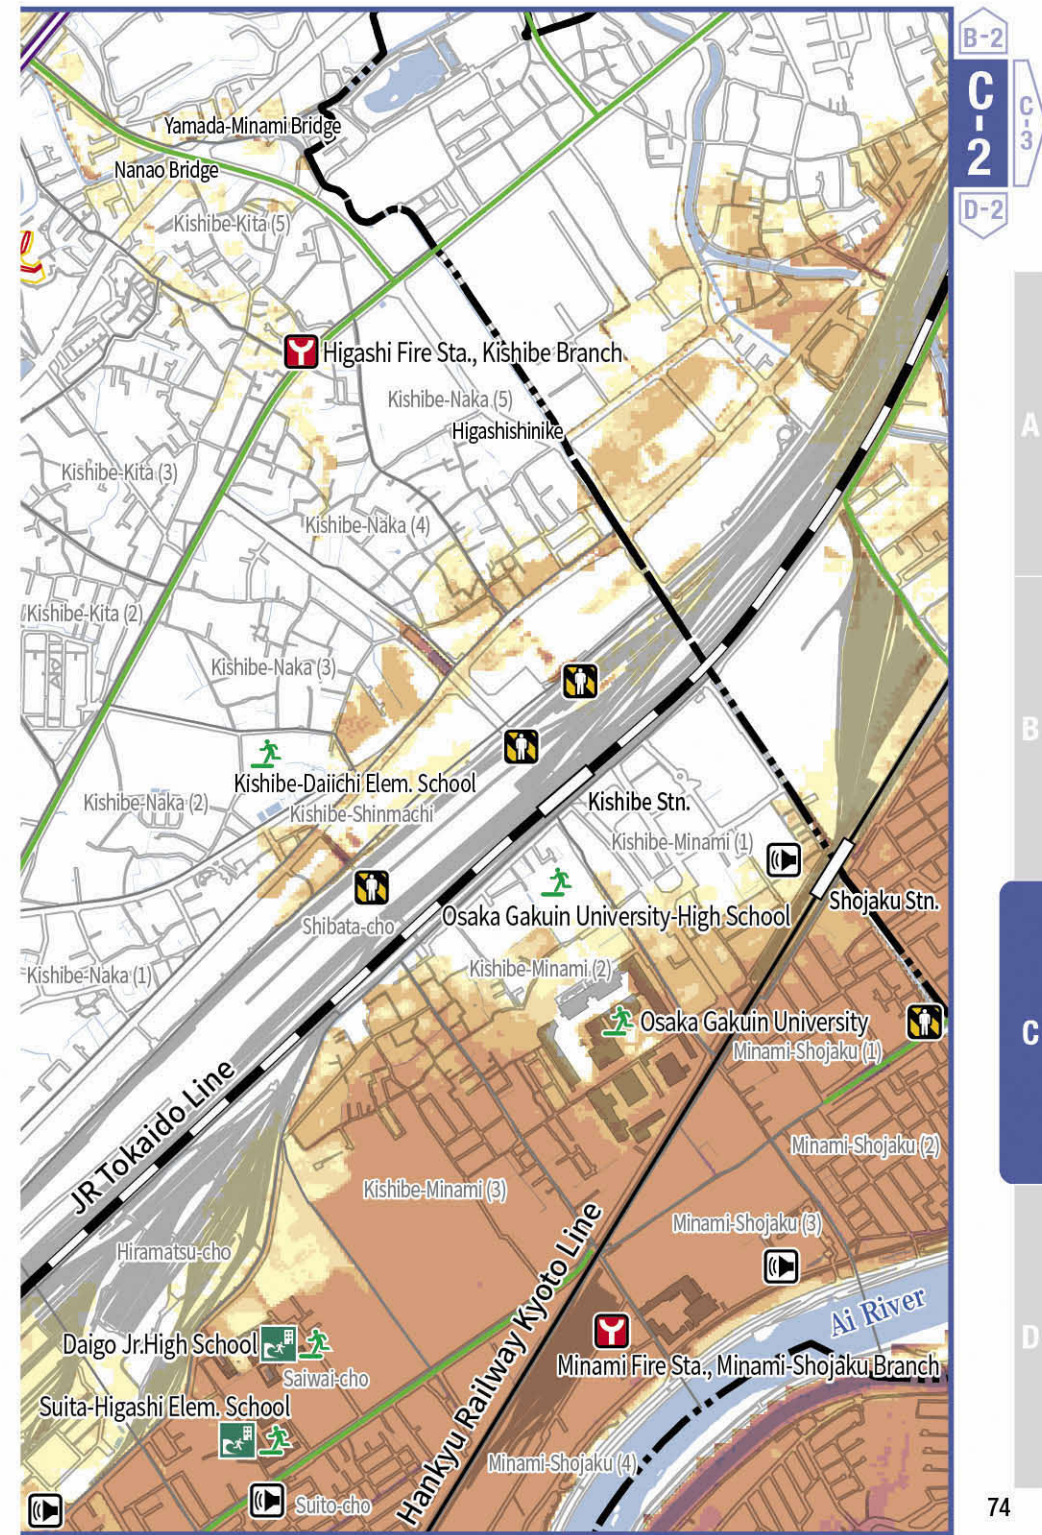 B-2
C-2
C-3
D-2
Yamada-Minami Bridge
Nanao Bridge
Kishibe-Kita (5)
Higashi Fire Sta., Kishibe Branch
Kishibe-Naka (5)
Higashishinike
A
Kishibe-Kita (3)
Kishibe-Naka (4)
Kishibe-Kita (2)
Kishibe-Naka (3)
B
Kishibe-Daiichi Elem. School
Kishibe-Naka (2)
Kishibe-Shinmachi
Kishibe Stn.
Kishibe-Minami (1)
Shojaku Stn.
Osaka Gakuin University-High School
Shibata-cho
Kishibe-Naka (1)
Kishibe-Minami (2)
Osaka Gakuin University
C
Minami-Shojaku (1)
JR Tokaido Line
Minami-Shojaku (2)
Kishibe-Minami (3)
Minami-Shojaku (3)
Hiramatsu-cho
Hankyu Railway Kyoto Line
Ai River
D
Daigo Jr.High School
Minami Fire Sta., Minami-Shojaku Branch
Saiwai-cho
Suita-Higashi Elem. School
Minami-Shojaku (4)
Suito-cho
74